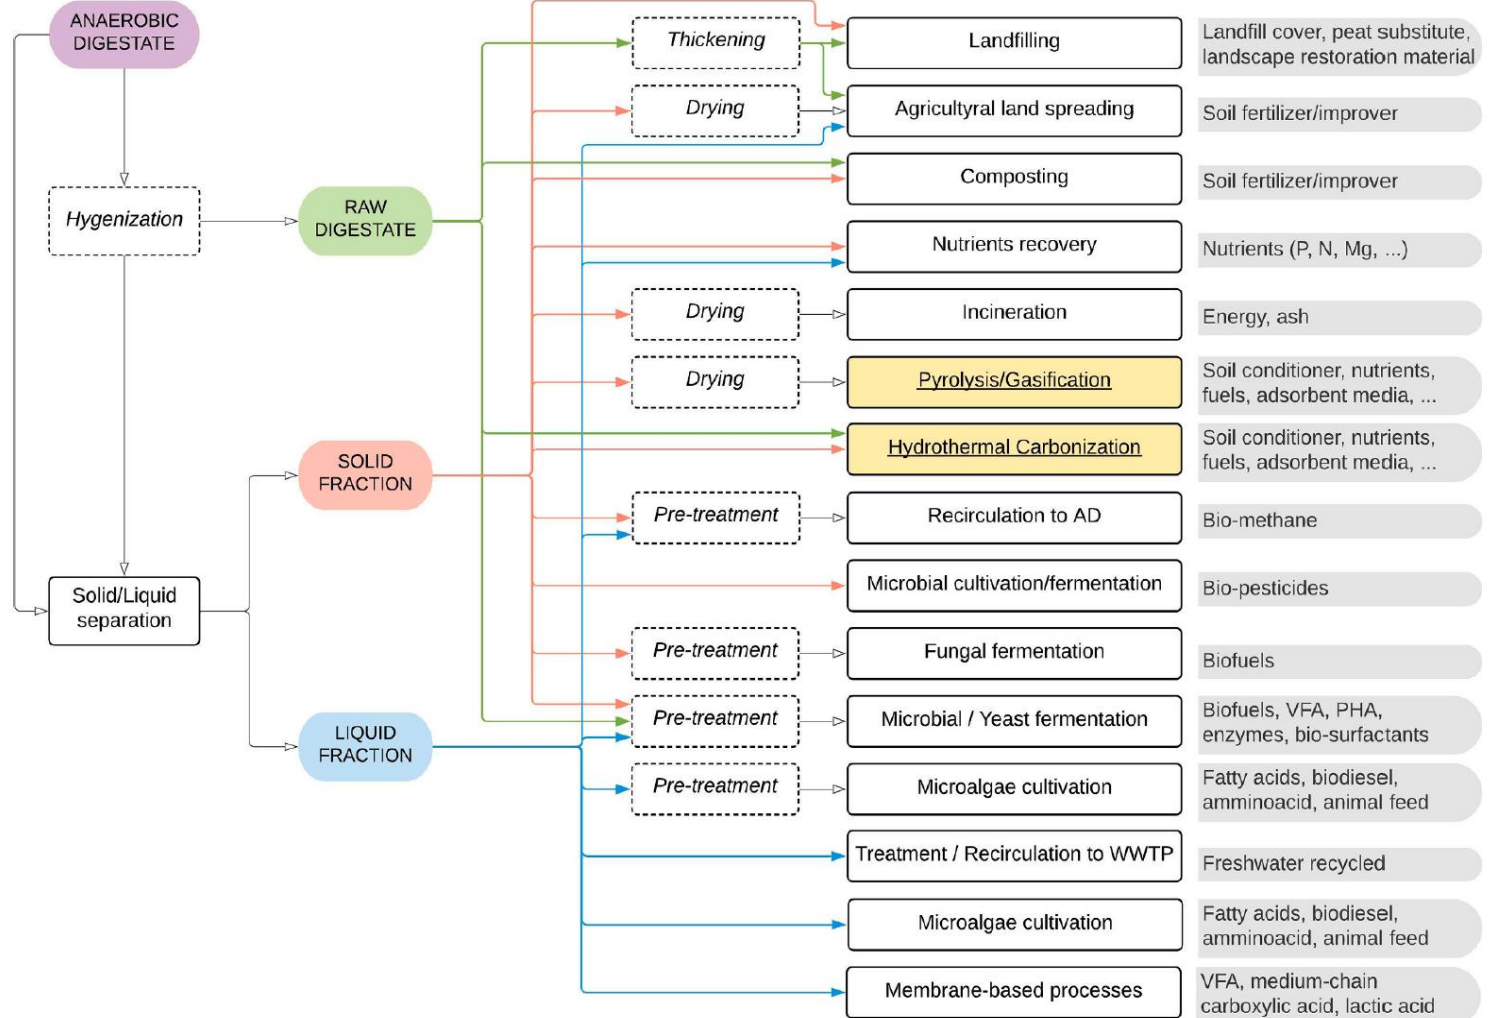 ANAEROBIC
DIGESTATE
Hygenization
Solid/Liquid
separation
RAW
DIGESTATE
SOLID
FRACTION
LIQUID
FRACTION
Thickening
Landfilling
Landfill cover, peat substitute,
landscape restoration material
Drying
Agricultyral land spreading
Soil fertilizer/improver
Composting
Soil fertilizer/improver
Nutrients recovery
Nutrients (P, N, Mg, ...)
Drying
Incineration
Energy, ash
Drying
Pyrolysis/Gasification
Soil conditioner, nutrients,
fuels, adsorbent media, ...
Hydrothermal Carbonization
Soil conditioner, nutrients,
fuels, adsorbent media, ...
Pre-treatment
Recirculation to AD
Bio-methane
Microbial cultivation/fermentation
Bio-pesticides
Pre-treatment
Fungal fermentation
Biofuels
Pre-treatment
Microbial / Yeast fermentation
Biofuels, VFA, PHA,
enzymes, bio-surfactants
Pre-treatment
Microalgae cultivation
Fatty acids, biodiesel,
amminoacid, animal feed
Treatment / Recirculation to WWTP
Freshwater recycled
Microalgae cultivation
Fatty acids, biodiesel,
amminoacid, animal feed
Membrane-based processes
VFA, medium-chain
carboxylic acid, lactic acid